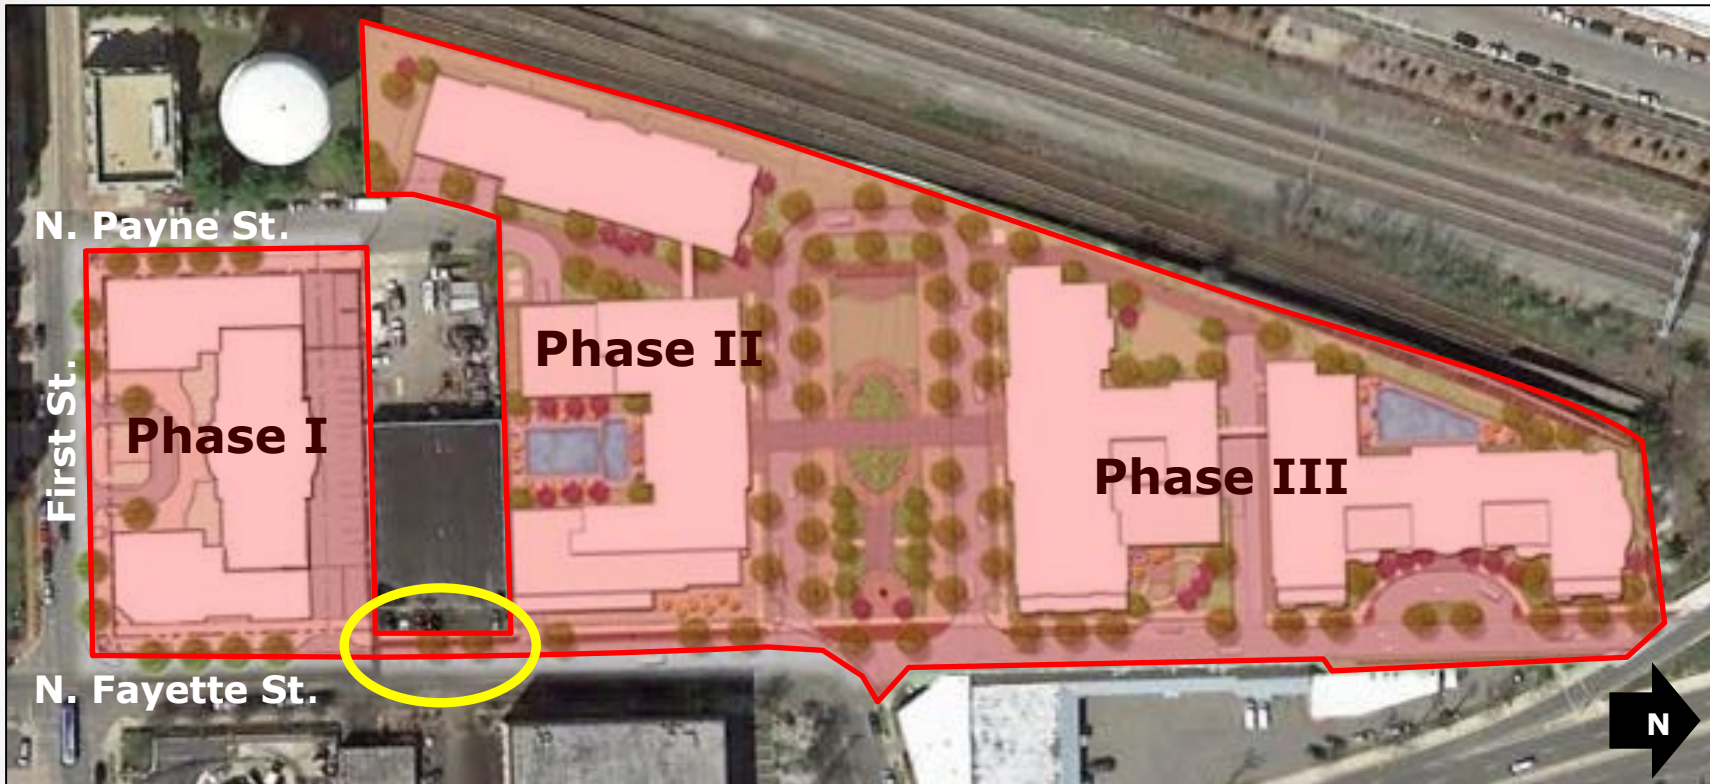 N. Payne St.
Phase II
First St.
Phase I
Phase III
N. Fayette St.
N